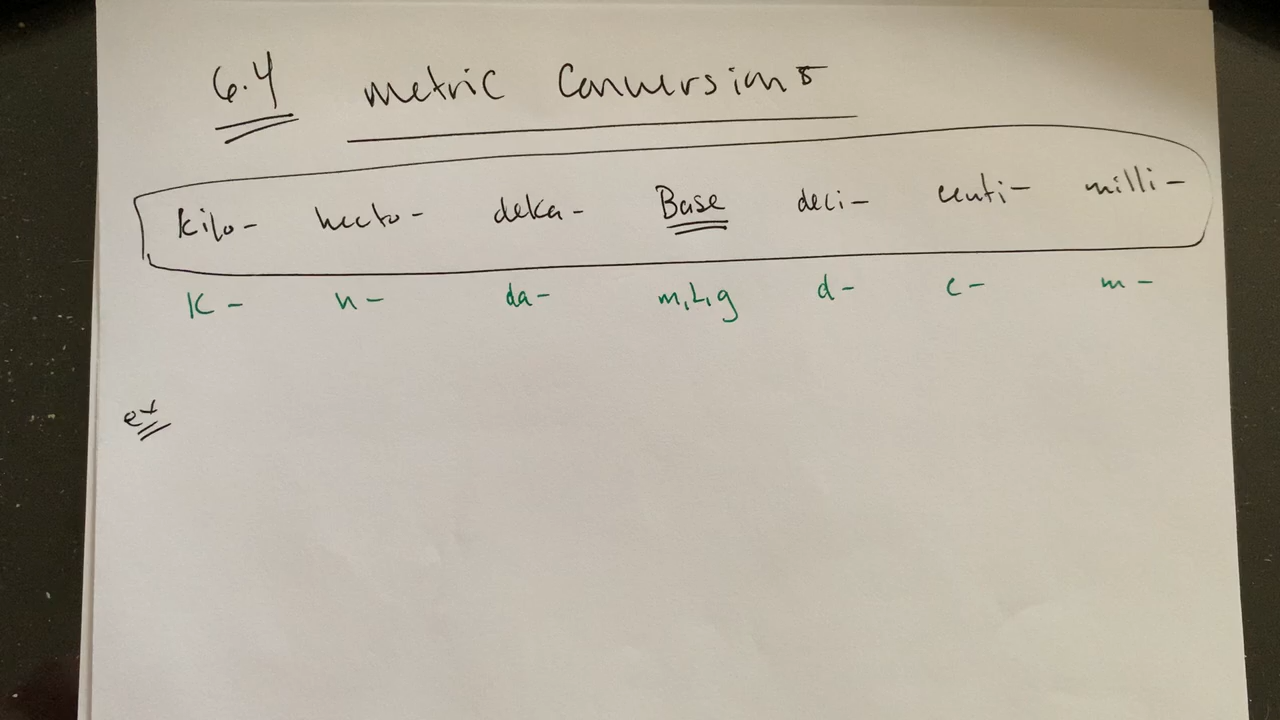 6.4 Metric Conversions
kilo- hecto- deka- Base deci- centi- milli-
K- h- da- m, L, g d- c- m-
ex